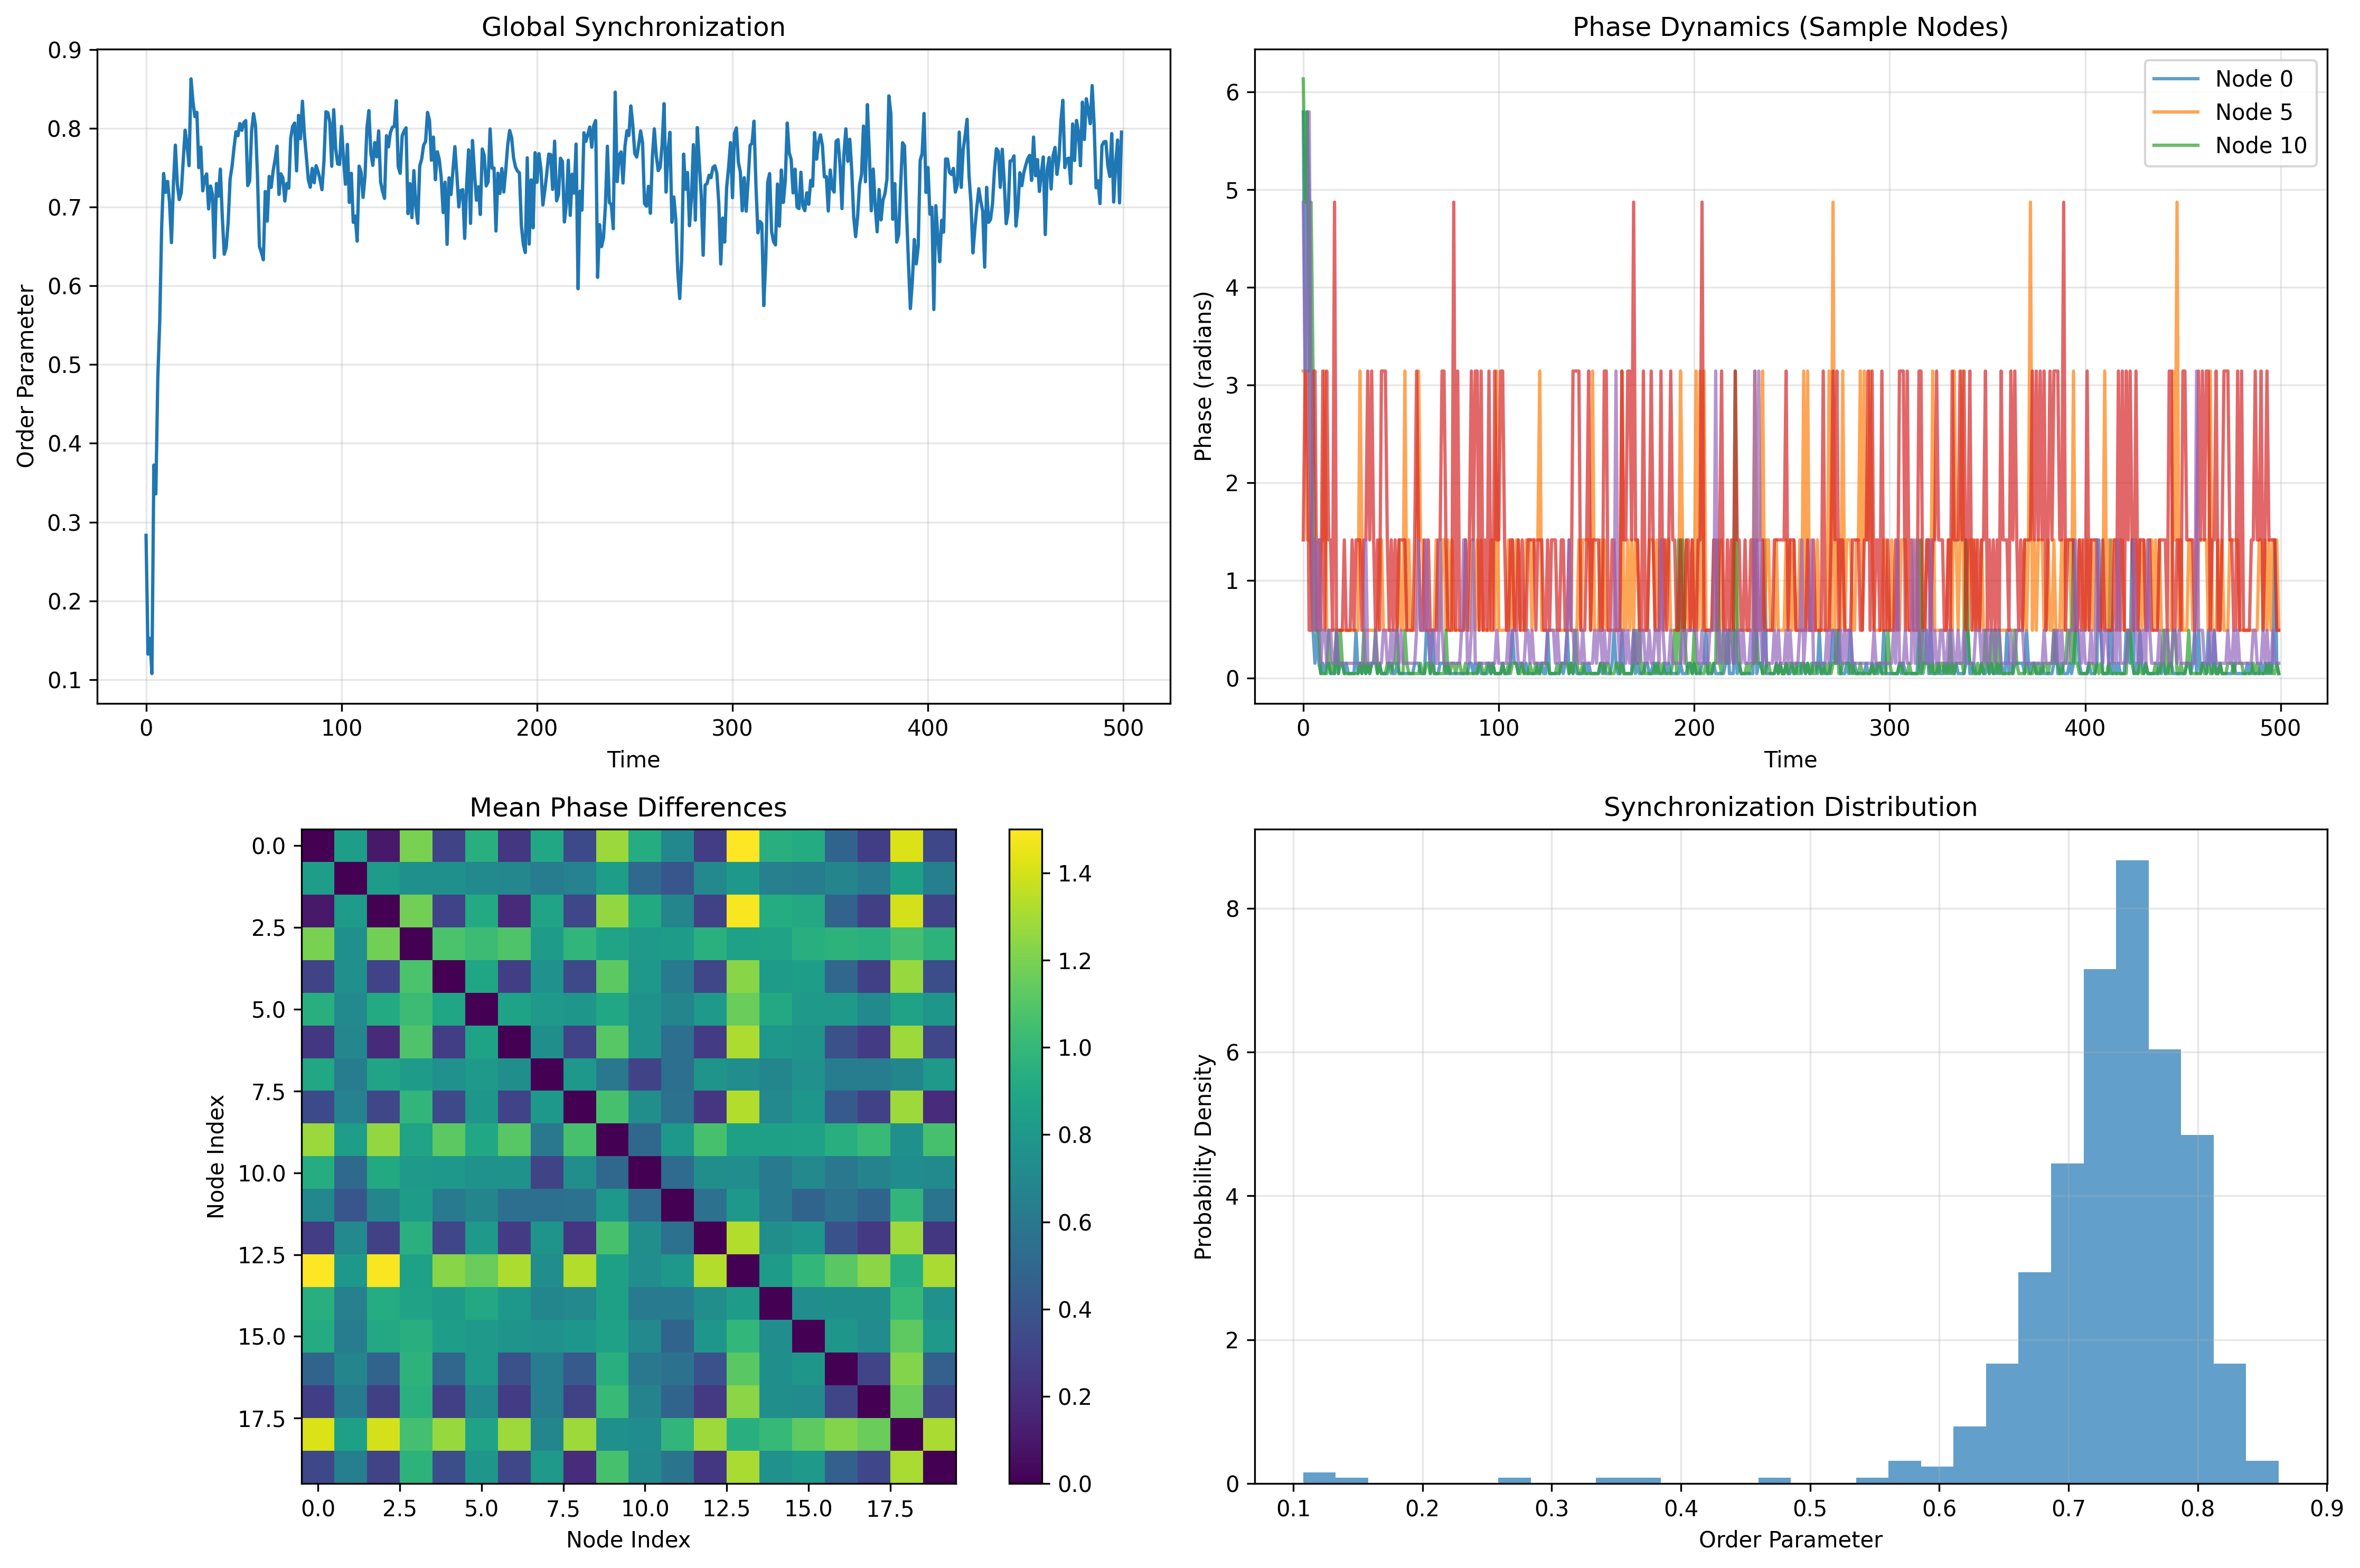 Global Synchronization
Order Parameter
0.9
0.8
0.7
0.6
0.5
0.4
0.3
0.2
0.1
0 100 200 300 400 500
Time
Phase Dynamics (Sample Nodes)
Phase (radians)
6
5
4
3
2
1
0
Node 0
Node 5
Node 10
0 100 200 300 400 500
Time
Mean Phase Differences
Node Index
0.0
2.5
5.0
7.5
10.0
12.5
15.0
17.5
0.0 2.5 5.0 7.5 10.0 12.5 15.0 17.5
Node Index
1.4
1.2
1.0
0.8
0.6
0.4
0.2
0.0
Synchronization Distribution
Probability Density
8
6
4
2
0
0.1 0.2 0.3 0.4 0.5 0.6 0.7 0.8 0.9
Order Parameter